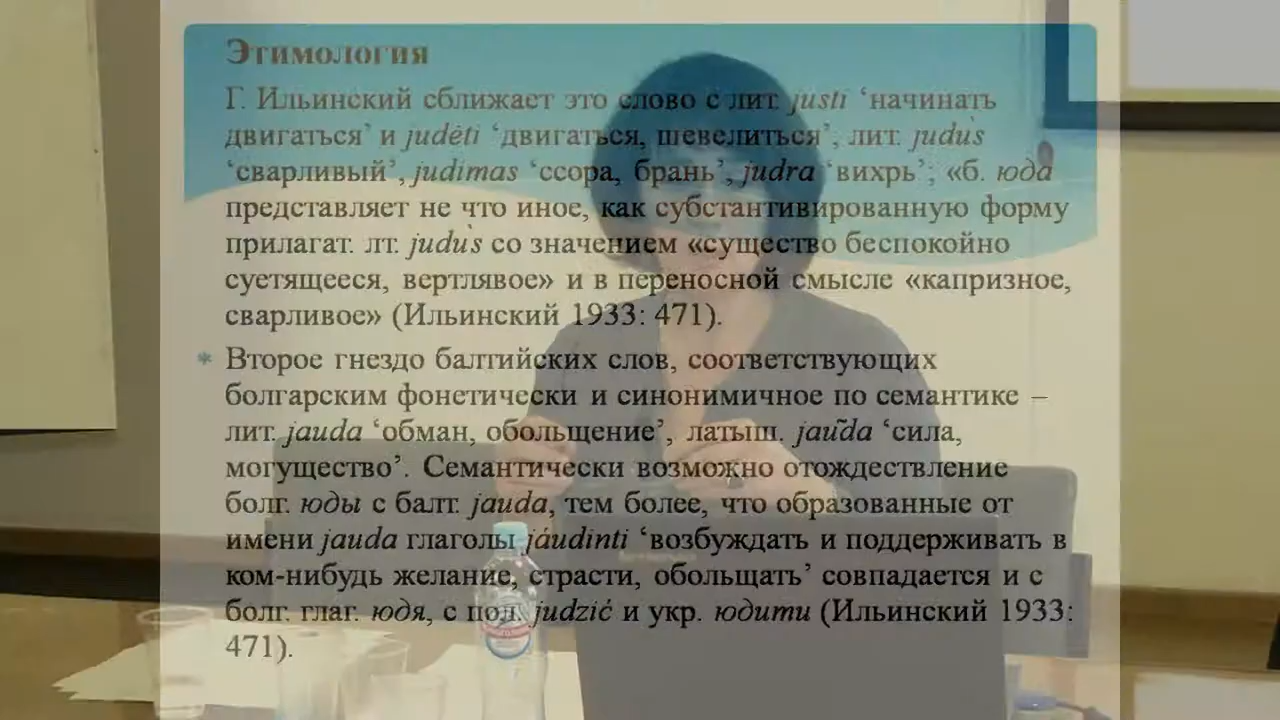 Этимология
Г. Ильинский сближает это слово с лит. justi ‘начинать
двигаться’ и judėti ‘двигаться, шевелиться’, лит. judùs
‘сварливый’, judimas ‘ссора, брань’, judra ‘вихрь’; «б. юда
представляет не что иное, как субстантивированную форму
прилагат. лт. judùs со значением «существо беспокойно
суетящееся, вертлявое» и в переносной смысле «капризное,
сварливое» (Ильинский 1933: 471).
* Второе гнездо балтийских слов, соответствующих
болгарским фонетически и синонимичное по семантике –
лит. jauda ‘обман, обольщение’, латыш. jaũda ‘сила,
могущество’. Семантически возможно отождествление
болг. юды с балт. jauda, тем более, что образованные от
имени jauda глаголы jáudinti ‘возбуждать и поддерживать в
ком-нибудь желание, страсти, обольщать’ совпадается и с
болг. глаг. юдя, с пол. judzić и укр. юдити (Ильинский 1933:
471).